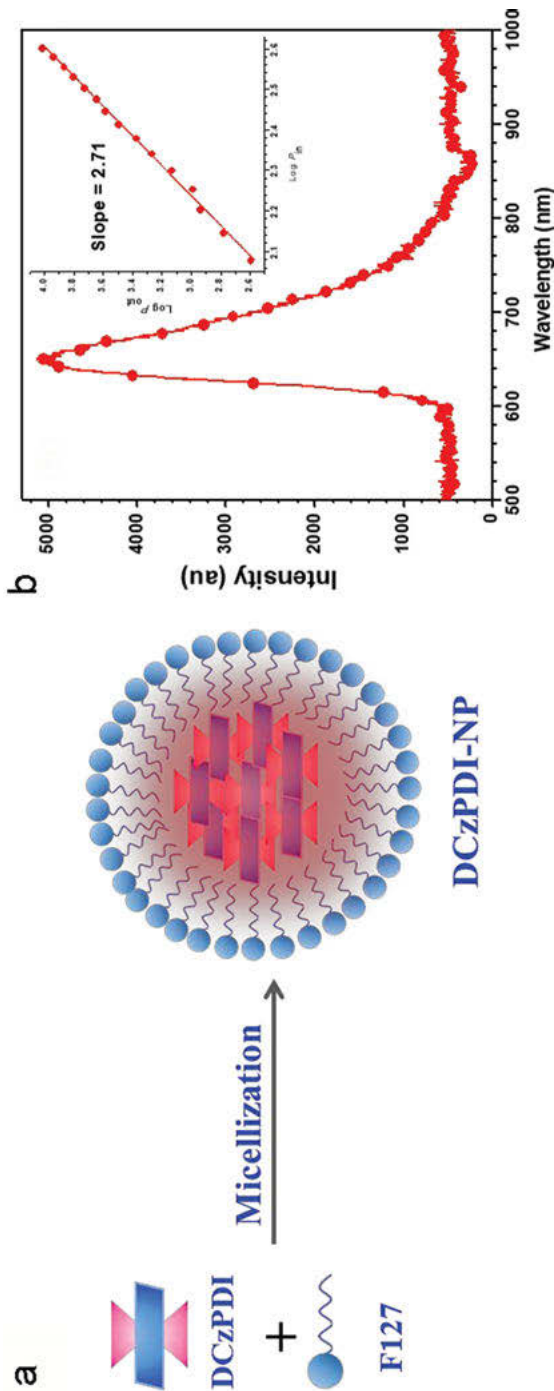 a
DCzPDI
+
F127
Micellization
DCzPDI-NP
b
Intensity (au)
5000
4000
3000
2000
1000
0
500
600
700
800
900
1000
Wavelength (nm)
Log Pout
4.0
3.8
3.6
3.4
3.2
3.0
2.8
2.6
Slope = 2.71
2.1
2.2
2.3
2.4
2.5
2.6
Log Pin